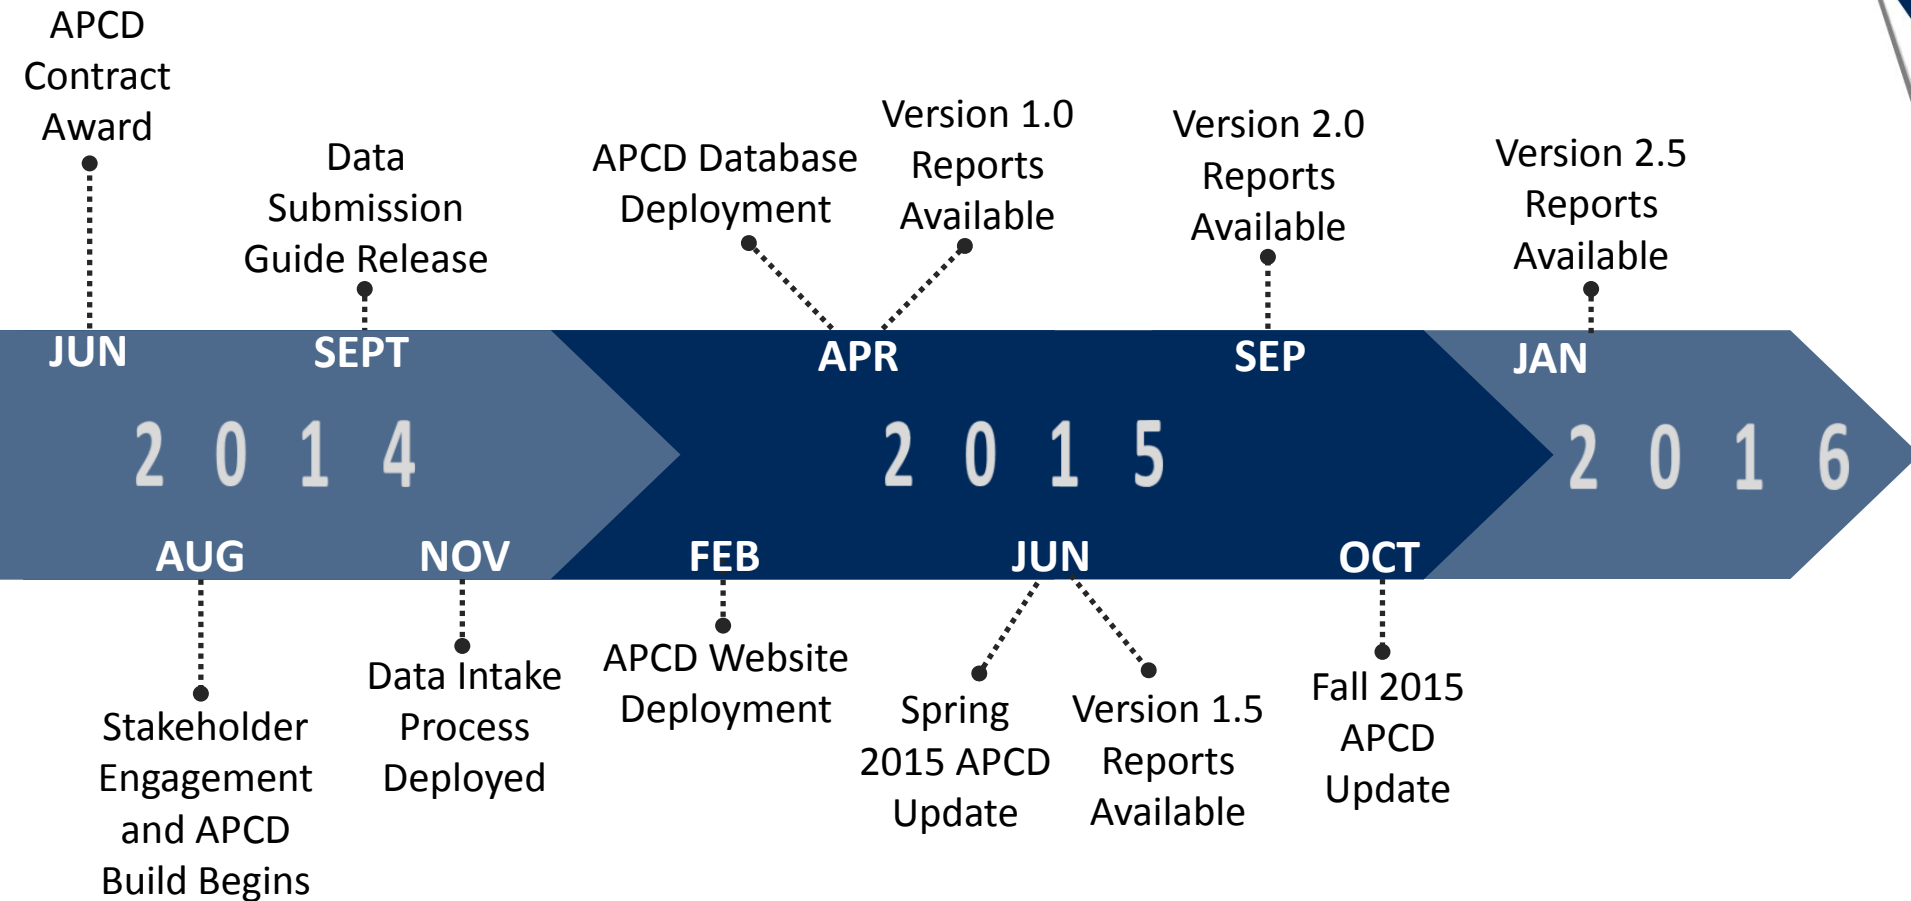 APCD
Contract
Award
Data
Submission
Guide Release
APCD Database
Deployment
Version 1.0
Reports
Available
Version 2.0
Reports
Available
Version 2.5
Reports
Available
JUN
SEPT
APR
SEP
JAN
2 0 1 4
2 0 1 5
2 0 1 6
AUG
NOV
FEB
JUN
OCT
Stakeholder
Engagement
and APCD
Build Begins
Data Intake
Process
Deployed
APCD Website
Deployment
Spring
2015 APCD
Update
Version 1.5
Reports
Available
Fall 2015
APCD
Update